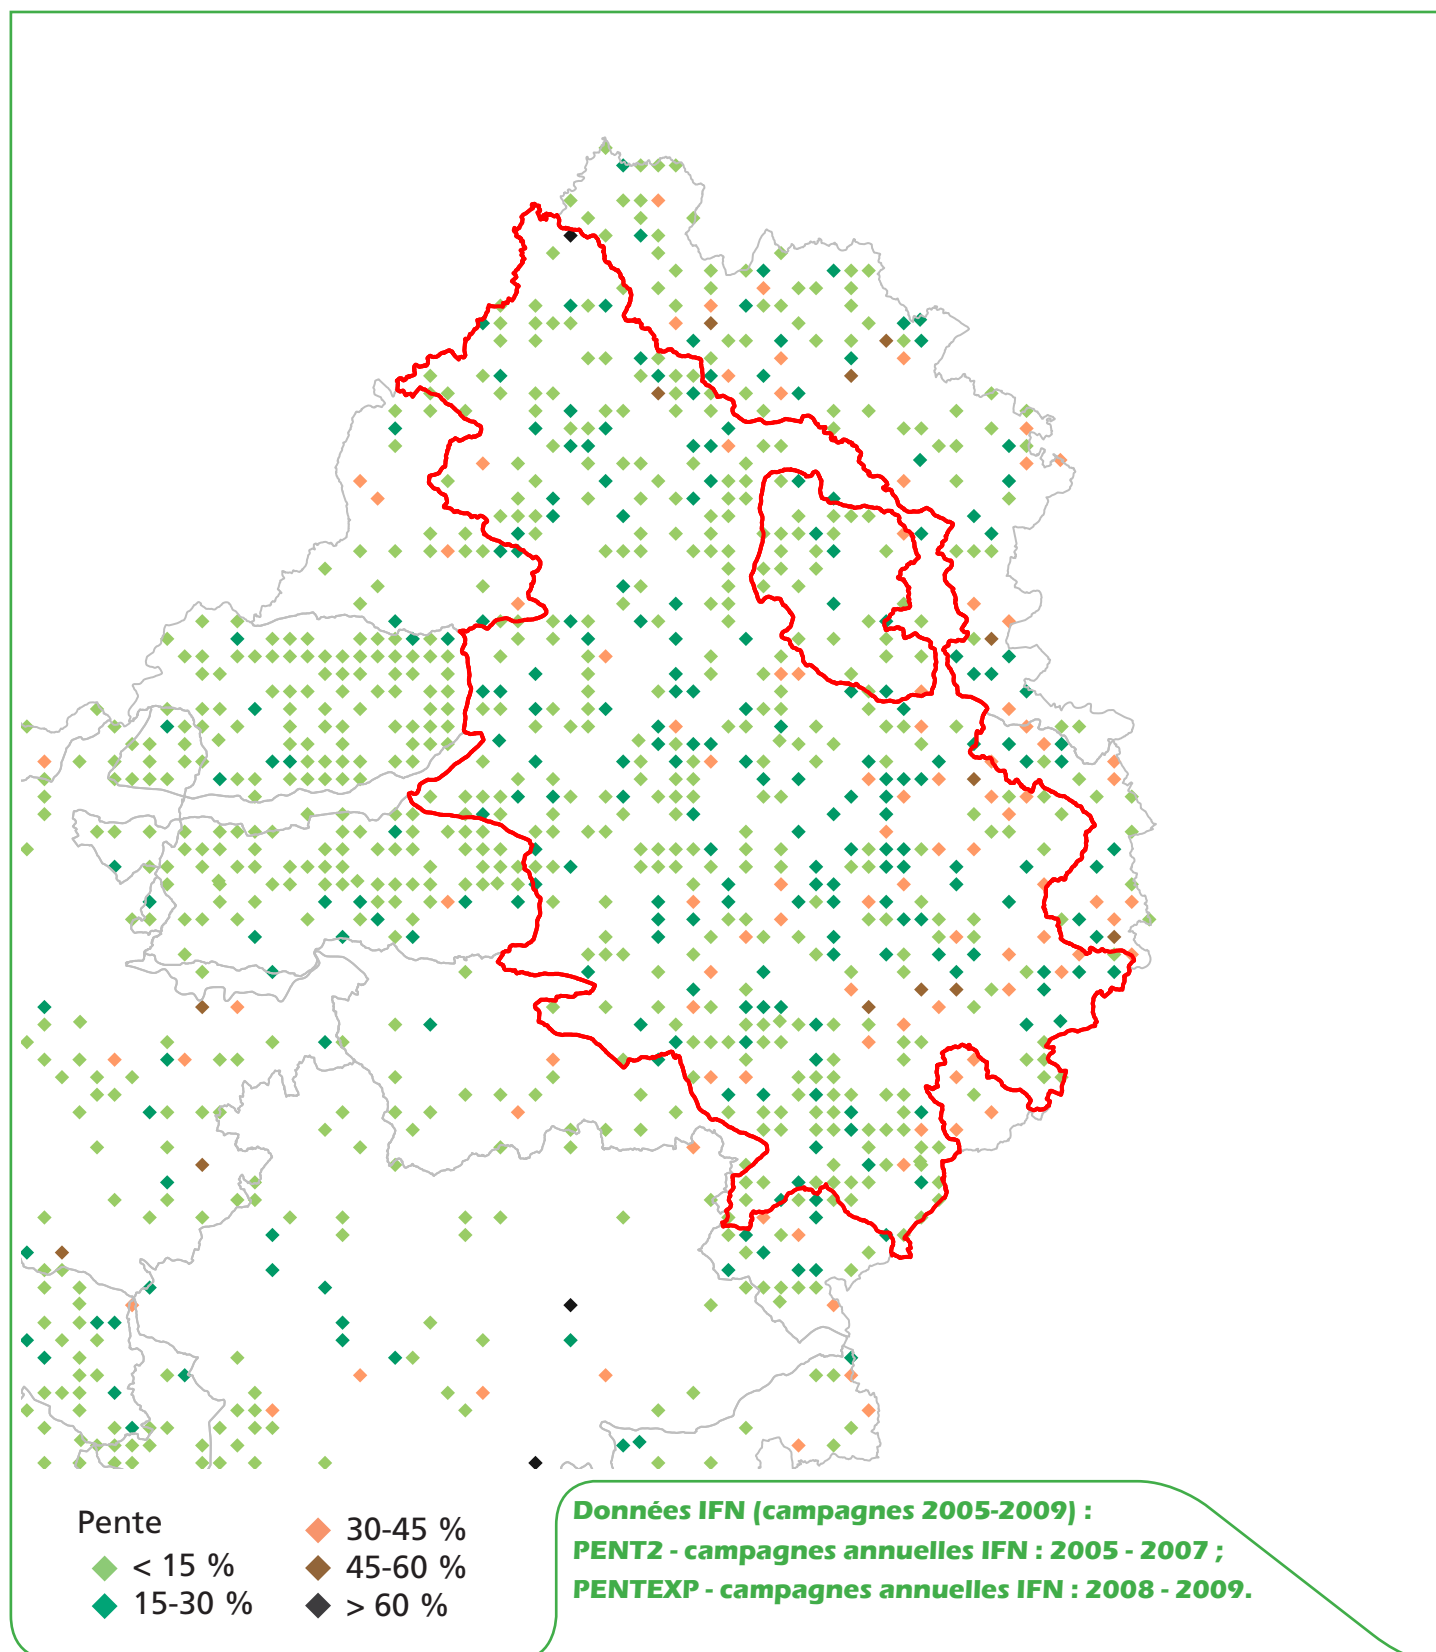 Pente
< 15 %
15-30 %
30-45 %
45-60 %
> 60 %
Données IFN (campagnes 2005-2009) :
PENT2 - campagnes annuelles IFN : 2005 - 2007 ;
PENTEXP - campagnes annuelles IFN : 2008 - 2009.